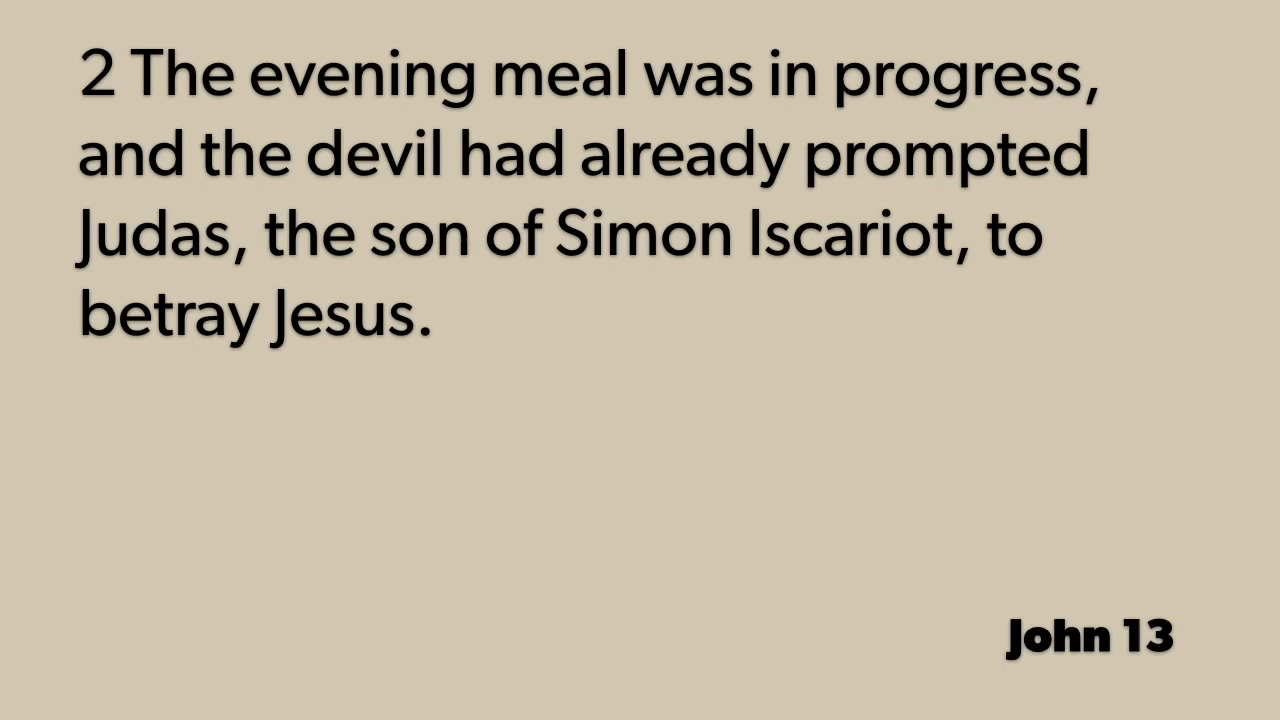 2 The evening meal was in progress,
and the devil had already prompted
Judas, the son of Simon Iscariot, to
betray Jesus.
John 13